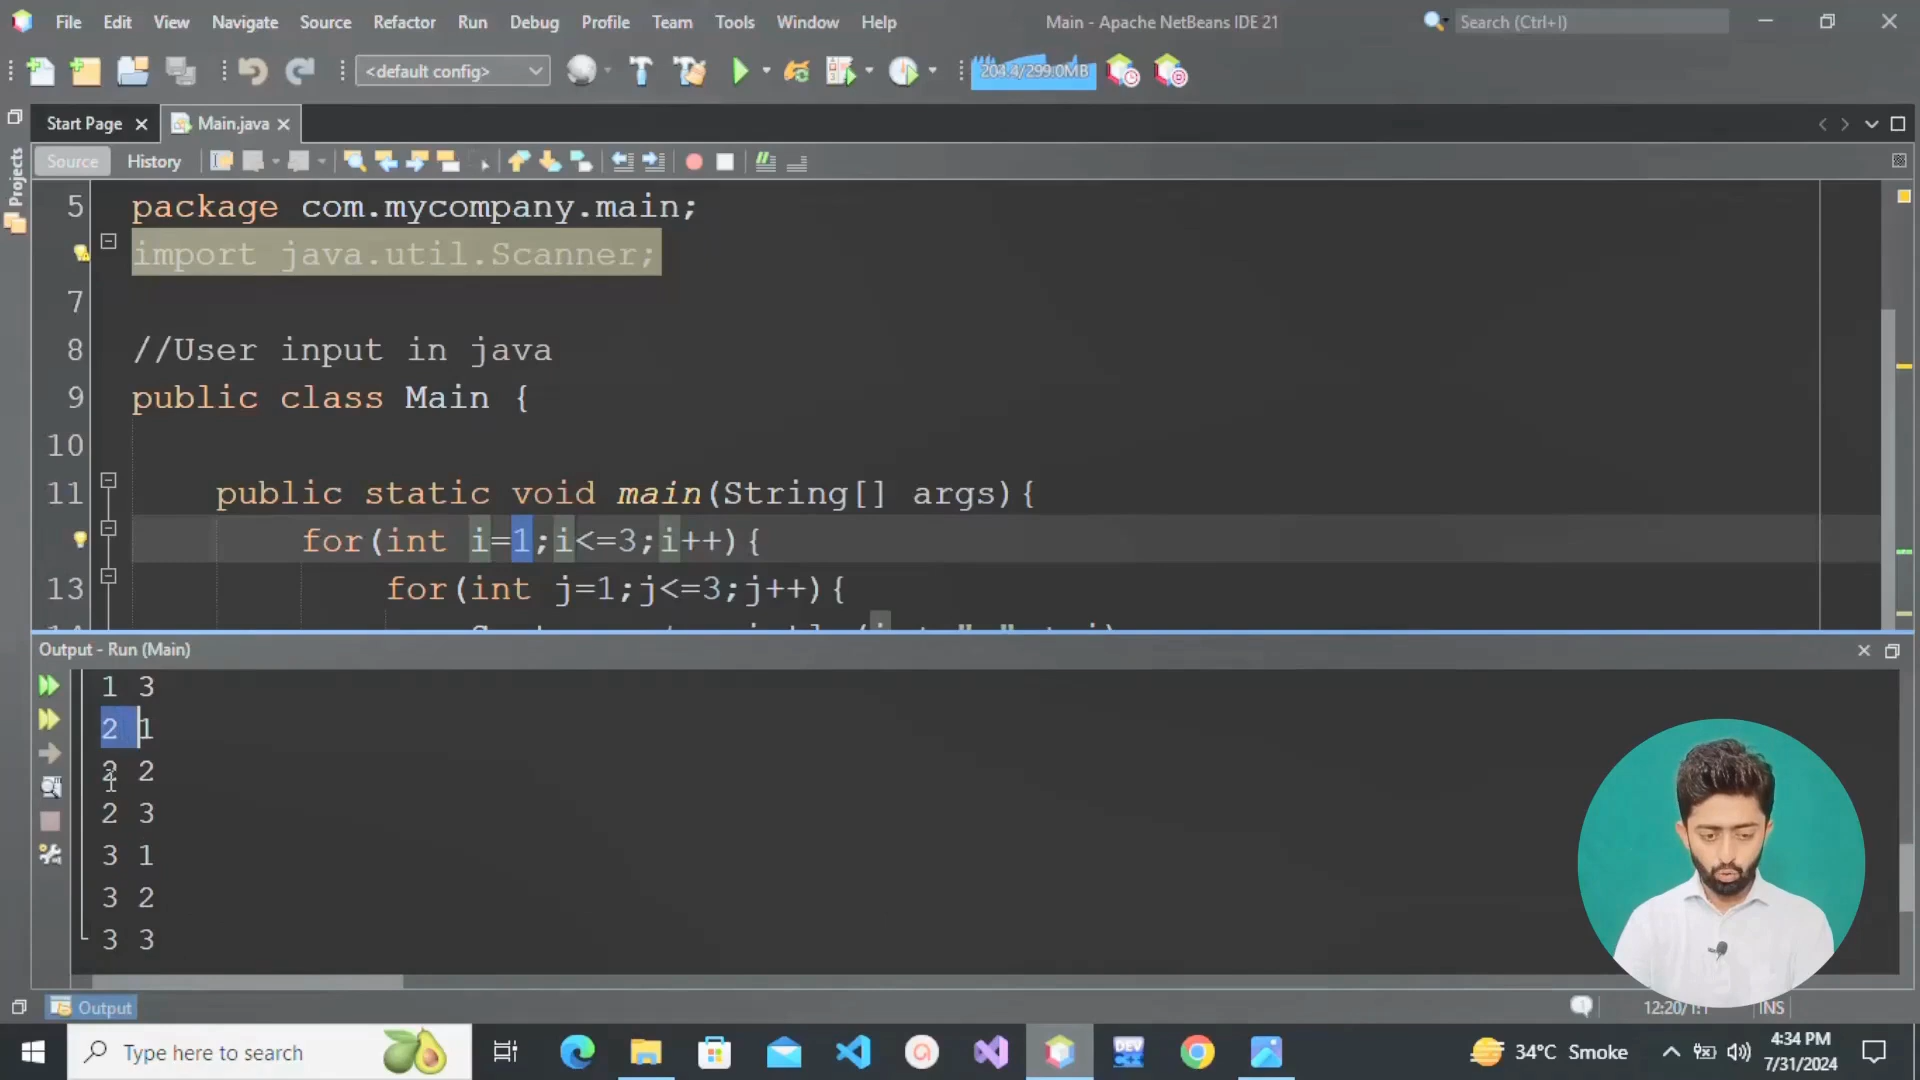 File Edit View Navigate Source Refactor Run Debug Profile Team Tools Window Help Main - Apache NetBeans IDE 21 Search (Ctrl+I)
<default config> 204.4/299.0MB
Projects
Start Page Main.java
Source History
5 package com.mycompany.main;
import java.util.Scanner;
7
8 //User input in java
9 public class Main {
10
11 public static void main(String[] args){
for(int i=1;i<=3;i++){
13 for(int j=1;j<=3;j++){
Output - Run (Main)
1 3
2 1
2 2
2 3
3 1
3 2
3 3
Output INS
Type here to search DEV 34°C Smoke 4:34 PM
7/31/2024